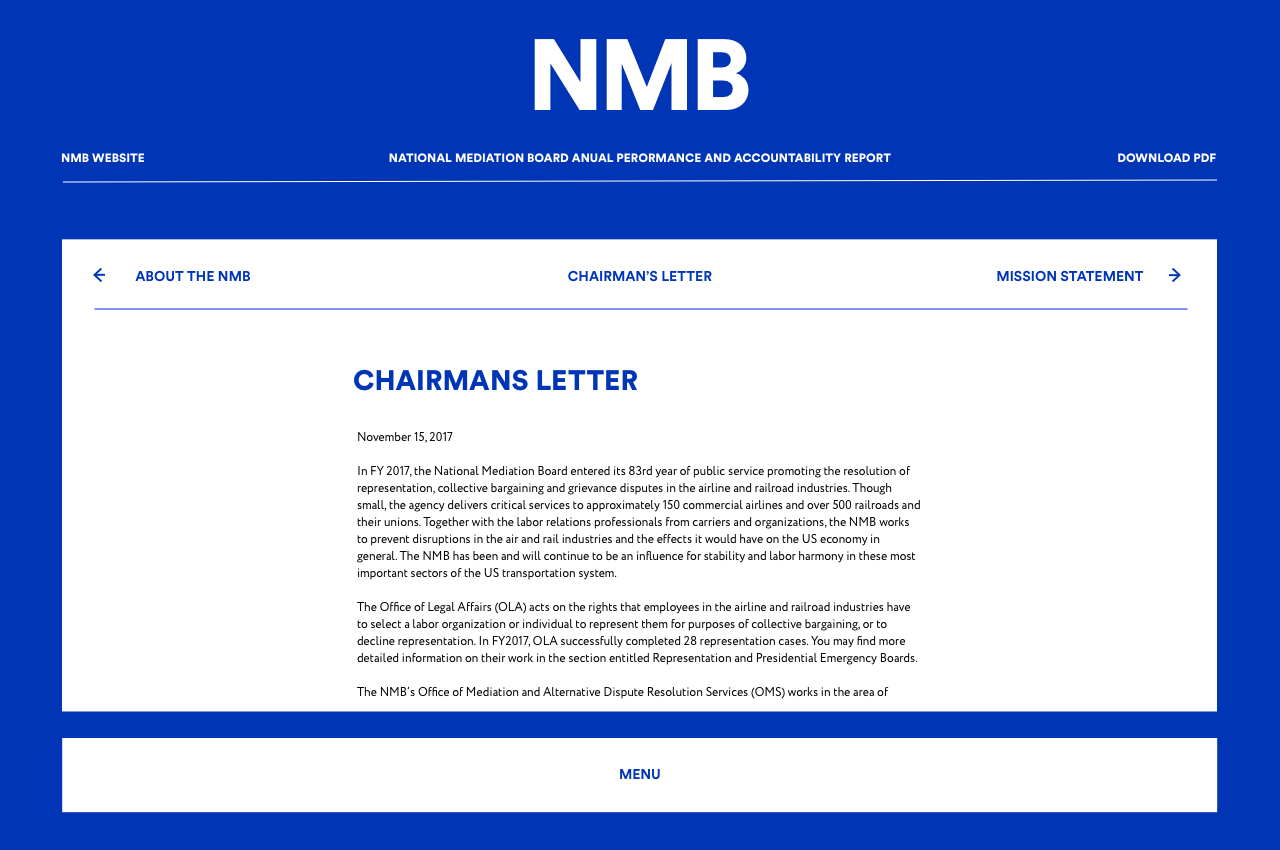 NMB
NMB WEBSITE
NATIONAL MEDIATION BOARD ANUAL PERORMANCE AND ACCOUNTABILITY REPORT
DOWNLOAD PDF
← ABOUT THE NMB
CHAIRMAN’S LETTER
MISSION STATEMENT →
CHAIRMANS LETTER
November 15, 2017
In FY 2017, the National Mediation Board entered its 83rd year of public service promoting the resolution of
representation, collective bargaining and grievance disputes in the airline and railroad industries. Though
small, the agency delivers critical services to approximately 150 commercial airlines and over 500 railroads and
their unions. Together with the labor relations professionals from carriers and organizations, the NMB works
to prevent disruptions in the air and rail industries and the effects it would have on the US economy in
general. The NMB has been and will continue to be an influence for stability and labor harmony in these most
important sectors of the US transportation system.
The Office of Legal Affairs (OLA) acts on the rights that employees in the airline and railroad industries have
to select a labor organization or individual to represent them for purposes of collective bargaining, or to
decline representation. In FY2017, OLA successfully completed 28 representation cases. You may find more
detailed information on their work in the section entitled Representation and Presidential Emergency Boards.
The NMB’s Office of Mediation and Alternative Dispute Resolution Services (OMS) works in the area of
MENU